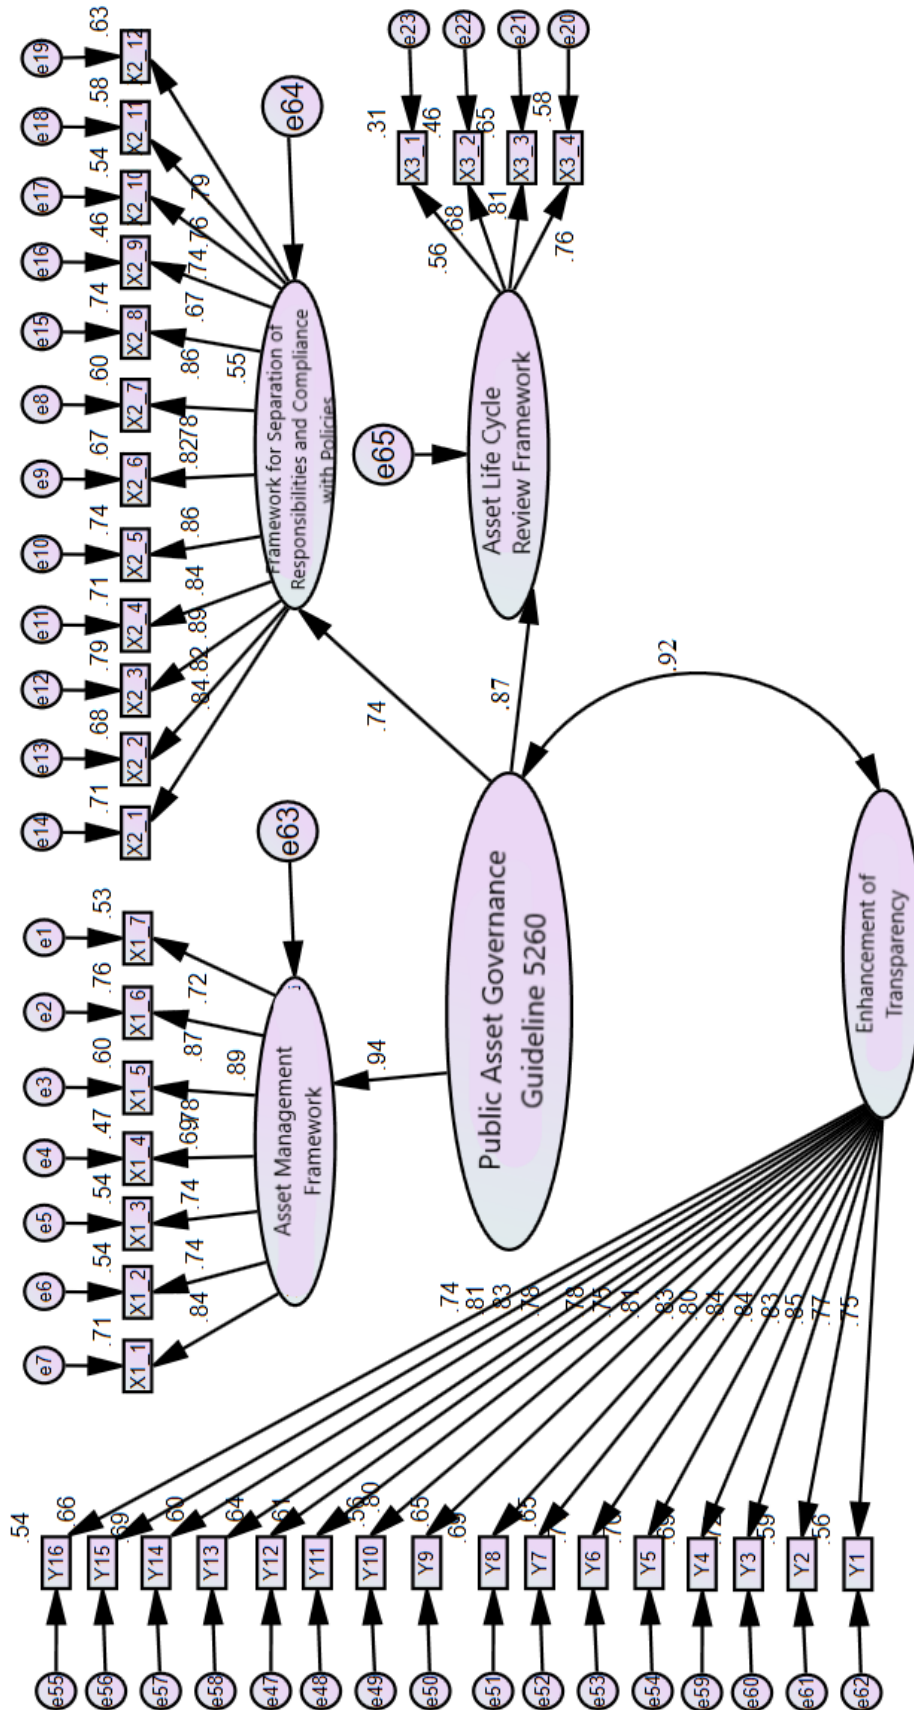 e19
e18
e17
e16
e15
e8
e9
e10
e11
e12
e13
e14
.63
.58
.54
.46
.74
.60
.67
.74
.71
.79
.68
.71
X2_12
X2_11
X2_10
X2_9
X2_8
X2_7
X2_6
X2_5
X2_4
X2_3
X2_2
X2_1
.79
.76
.74
.67
.86
.78
.82
.86
.84
.89
.82
.84
e64
.55
Framework for Separation of
Responsibilities and Compliance
with Policies
e23
e22
e21
e20
.31
.46
.65
.58
X3_1
X3_2
X3_3
X3_4
.56
.68
.81
.76
e65
Asset Life Cycle
Review Framework
.74
.87
.92
e1
e2
e3
e4
e5
e6
e7
.53
.76
.60
.47
.54
.54
.71
X1_7
X1_6
X1_5
X1_4
X1_3
X1_2
X1_1
.72
.87
.78
.69
.74
.74
.84
e63
.89
j
Asset Management
Framework
.94
Public Asset Governance
Guideline 5260
Enhancement of
Transparency
.74
.81
.83
.78
.78
.75
.81
.83
.80
.84
.84
.83
.85
.77
.75
.54
.66
.69
.60
.64
.61
.56
.80
.65
.69
.65
.59
.56
Y16
Y15
Y14
Y13
Y12
Y11
Y10
Y9
Y8
Y7
Y6
Y5
Y4
Y3
Y2
Y1
e55
e56
e57
e58
e47
e48
e49
e50
e51
e52
e53
e54
e59
e60
e61
e62